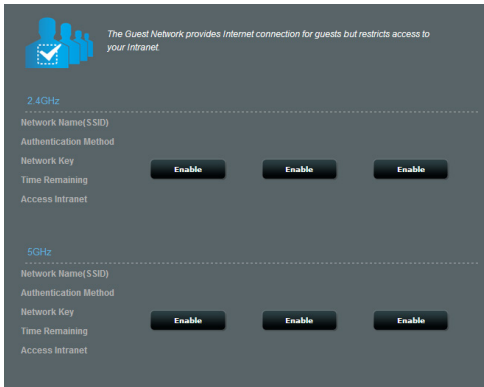 The Guest Network provides Internet connection for guests but restricts access to
your Intranet.
2.4GHz
Network Name(SSID)
Authentication Method
Network Key
Enable Enable Enable
Time Remaining
Access Intranet
5GHz
Network Name(SSID)
Authentication Method
Network Key
Enable Enable Enable
Time Remaining
Access Intranet